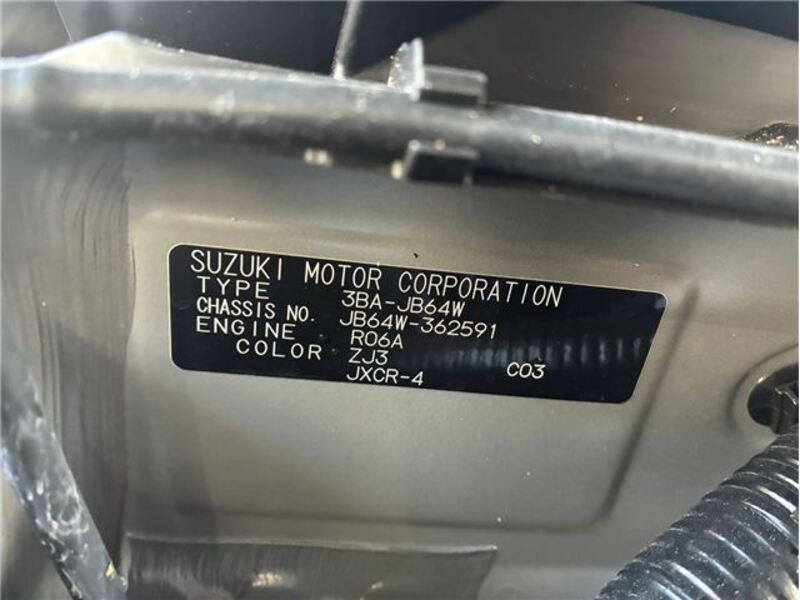 SUZUKI MOTOR CORPORATION
TYPE 3BA-JB64W
CHASSIS NO. JB64W-362591
ENGINE R06A
COLOR ZJ3
JXCR-4 C03